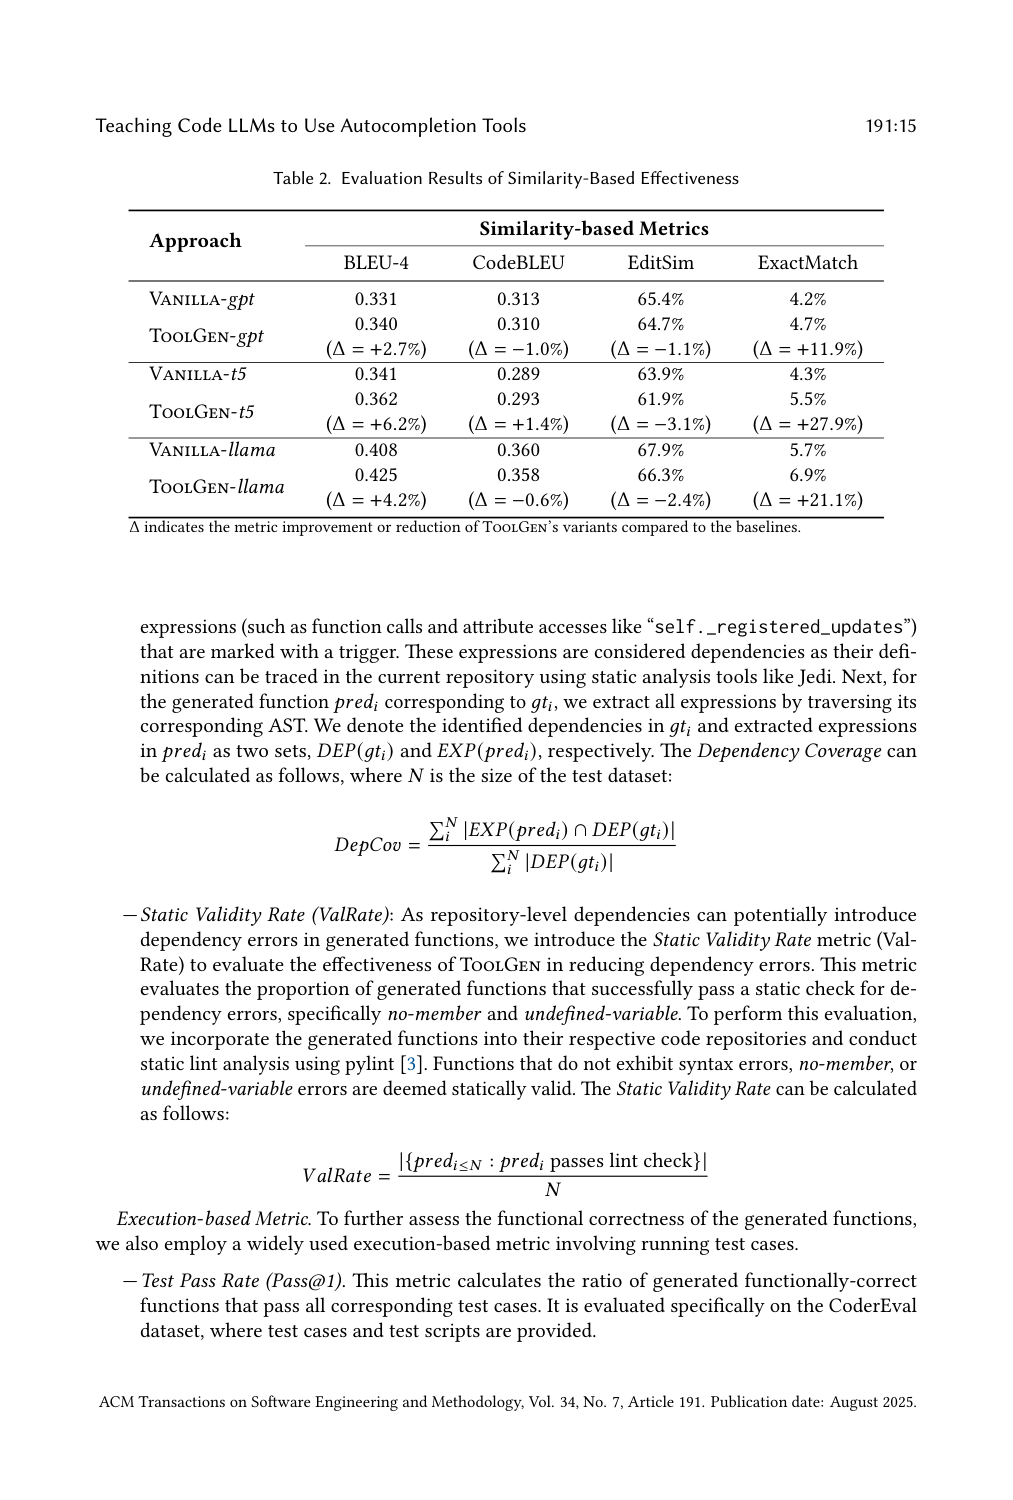 Teaching Code LLMs to Use Autocompletion Tools 191:15
Table 2. Evaluation Results of Similarity-Based Effectiveness
Approach Similarity-based Metrics
BLEU-4 CodeBLEU EditSim ExactMatch
VANILLA-gpt 0.331 0.313 65.4% 4.2%
TOOLGEN-gpt 0.340 0.310 64.7% 4.7%
(Δ = +2.7%) (Δ = −1.0%) (Δ = −1.1%) (Δ = +11.9%)
VANILLA-t5 0.341 0.289 63.9% 4.3%
TOOLGEN-t5 0.362 0.293 61.9% 5.5%
(Δ = +6.2%) (Δ = +1.4%) (Δ = −3.1%) (Δ = +27.9%)
VANILLA-llama 0.408 0.360 67.9% 5.7%
TOOLGEN-llama 0.425 0.358 66.3% 6.9%
(Δ = +4.2%) (Δ = −0.6%) (Δ = −2.4%) (Δ = +21.1%)
Δ indicates the metric improvement or reduction of TOOLGEN's variants compared to the baselines.
expressions (such as function calls and attribute accesses like “self._registered_updates”)
that are marked with a trigger. These expressions are considered dependencies as their defi-
nitions can be traced in the current repository using static analysis tools like Jedi. Next, for
the generated function pred_i corresponding to gt_i, we extract all expressions by traversing its
corresponding AST. We denote the identified dependencies in gt_i and extracted expressions
in pred_i as two sets, DEP(gt_i) and EXP(pred_i), respectively. The Dependency Coverage can
be calculated as follows, where N is the size of the test dataset:
DepCov = ∑_i^N |EXP(pred_i) ∩ DEP(gt_i)| / ∑_i^N |DEP(gt_i)|
— Static Validity Rate (ValRate): As repository-level dependencies can potentially introduce
dependency errors in generated functions, we introduce the Static Validity Rate metric (Val-
Rate) to evaluate the effectiveness of TOOLGEN in reducing dependency errors. This metric
evaluates the proportion of generated functions that successfully pass a static check for de-
pendency errors, specifically no-member and undefined-variable. To perform this evaluation,
we incorporate the generated functions into their respective code repositories and conduct
static lint analysis using pylint [3]. Functions that do not exhibit syntax errors, no-member, or
undefined-variable errors are deemed statically valid. The Static Validity Rate can be calculated
as follows:
ValRate = |{pred_{i≤N} : pred_i passes lint check}| / N
Execution-based Metric. To further assess the functional correctness of the generated functions,
we also employ a widely used execution-based metric involving running test cases.
— Test Pass Rate (Pass@1). This metric calculates the ratio of generated functionally-correct
functions that pass all corresponding test cases. It is evaluated specifically on the CoderEval
dataset, where test cases and test scripts are provided.
ACM Transactions on Software Engineering and Methodology, Vol. 34, No. 7, Article 191. Publication date: August 2025.